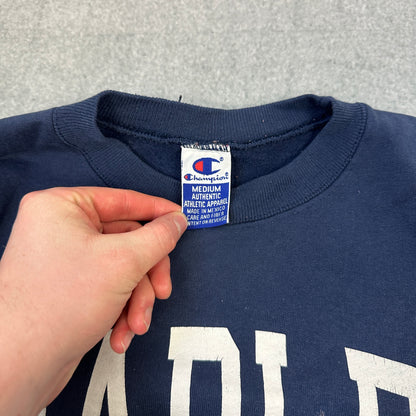 Champion
MEDIUM
AUTHENTIC
ATHLETIC APPAREL
MADE IN MEXICO
CARE AND FIBER
CONTENT ON REVERSE